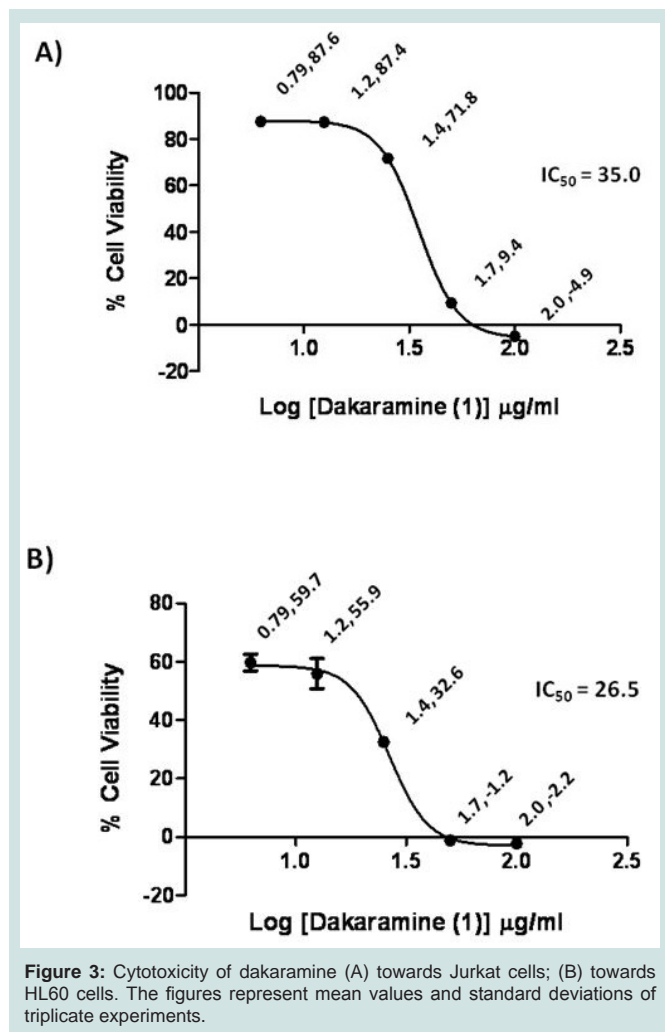 A)
0.79,87.6
1.2,87.4
1.4,71.8
1.7,9.4
2.0,-4.9
IC50 = 35.0
% Cell Viability
100
80
60
40
20
0
-20
1.0 1.5 2.0 2.5
Log [Dakaramine (1)] µg/ml
B)
0.79,59.7
1.2,55.9
1.4,32.6
1.7,-1.2
2.0,-2.2
IC50 = 26.5
% Cell Viability
80
60
40
20
0
-20
1.0 1.5 2.0 2.5
Log [Dakaramine (1)] µg/ml
Figure 3: Cytotoxicity of dakaramine (A) towards Jurkat cells; (B) towards
HL60 cells. The figures represent mean values and standard deviations of
triplicate experiments.